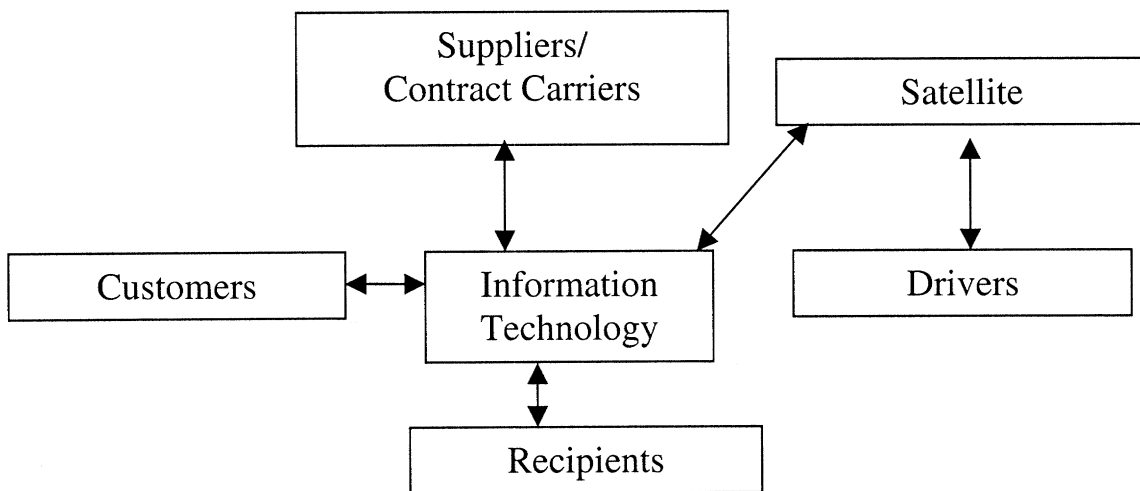 Suppliers/
Contract Carriers
Satellite
Customers
Information
Technology
Drivers
Recipients